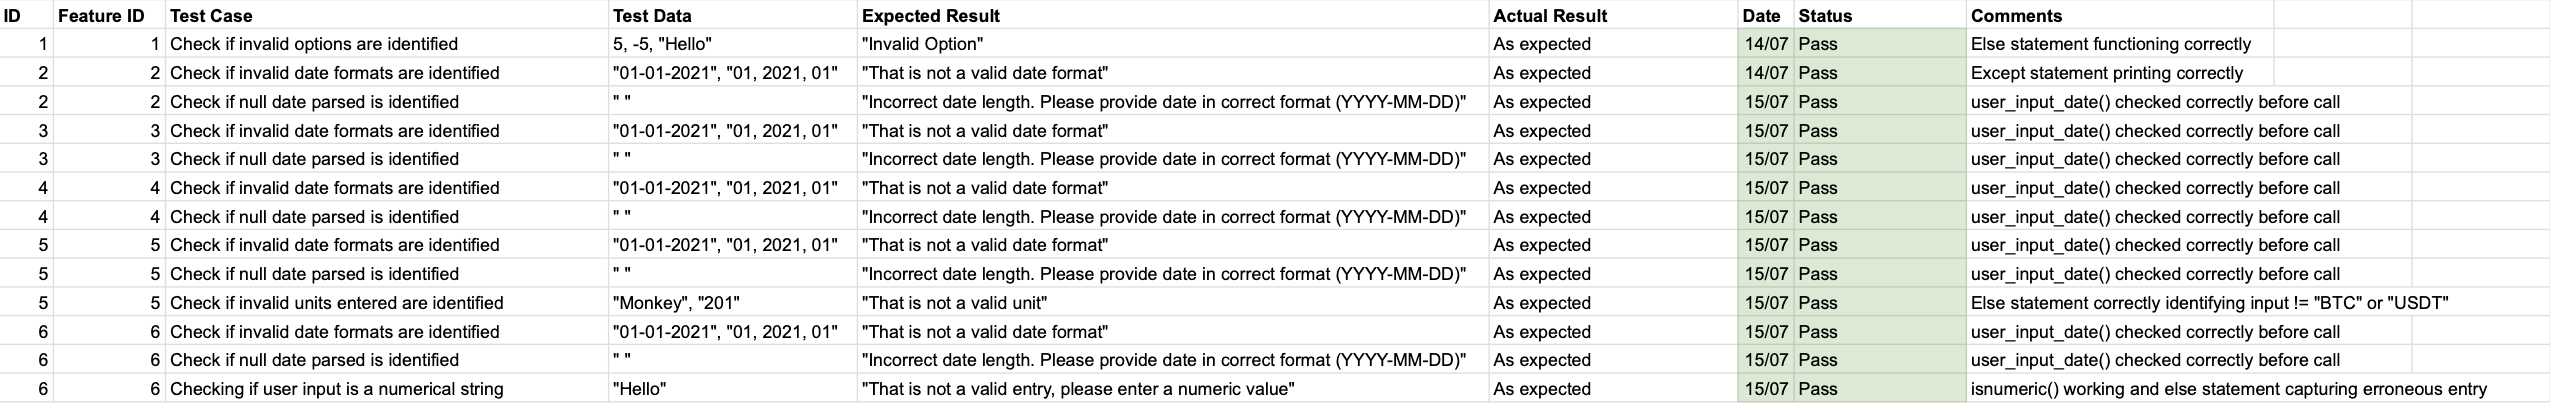 ID Feature ID Test Case Test Data Expected Result Actual Result Date Status Comments
1 1 Check if invalid options are identified 5, -5, "Hello" "Invalid Option" As expected 14/07 Pass Else statement functioning correctly
2 2 Check if invalid date formats are identified "01-01-2021", "01, 2021, 01" "That is not a valid date format" As expected 14/07 Pass Except statement printing correctly
2 2 Check if null date parsed is identified " " "Incorrect date length. Please provide date in correct format (YYYY-MM-DD)" As expected 15/07 Pass user_input_date() checked correctly before call
3 3 Check if invalid date formats are identified "01-01-2021", "01, 2021, 01" "That is not a valid date format" As expected 15/07 Pass user_input_date() checked correctly before call
3 3 Check if null date parsed is identified " " "Incorrect date length. Please provide date in correct format (YYYY-MM-DD)" As expected 15/07 Pass user_input_date() checked correctly before call
4 4 Check if invalid date formats are identified "01-01-2021", "01, 2021, 01" "That is not a valid date format" As expected 15/07 Pass user_input_date() checked correctly before call
4 4 Check if null date parsed is identified " " "Incorrect date length. Please provide date in correct format (YYYY-MM-DD)" As expected 15/07 Pass user_input_date() checked correctly before call
5 5 Check if invalid date formats are identified "01-01-2021", "01, 2021, 01" "That is not a valid date format" As expected 15/07 Pass user_input_date() checked correctly before call
5 5 Check if null date parsed is identified " " "Incorrect date length. Please provide date in correct format (YYYY-MM-DD)" As expected 15/07 Pass user_input_date() checked correctly before call
5 5 Check if invalid units entered are identified "Monkey", "201" "That is not a valid unit" As expected 15/07 Pass Else statement correctly identifying input != "BTC" or "USDT"
6 6 Check if invalid date formats are identified "01-01-2021", "01, 2021, 01" "That is not a valid date format" As expected 15/07 Pass user_input_date() checked correctly before call
6 6 Check if null date parsed is identified " " "Incorrect date length. Please provide date in correct format (YYYY-MM-DD)" As expected 15/07 Pass user_input_date() checked correctly before call
6 6 Checking if user input is a numerical string "Hello" "That is not a valid entry, please enter a numeric value" As expected 15/07 Pass isnumeric() working and else statement capturing erroneous entry